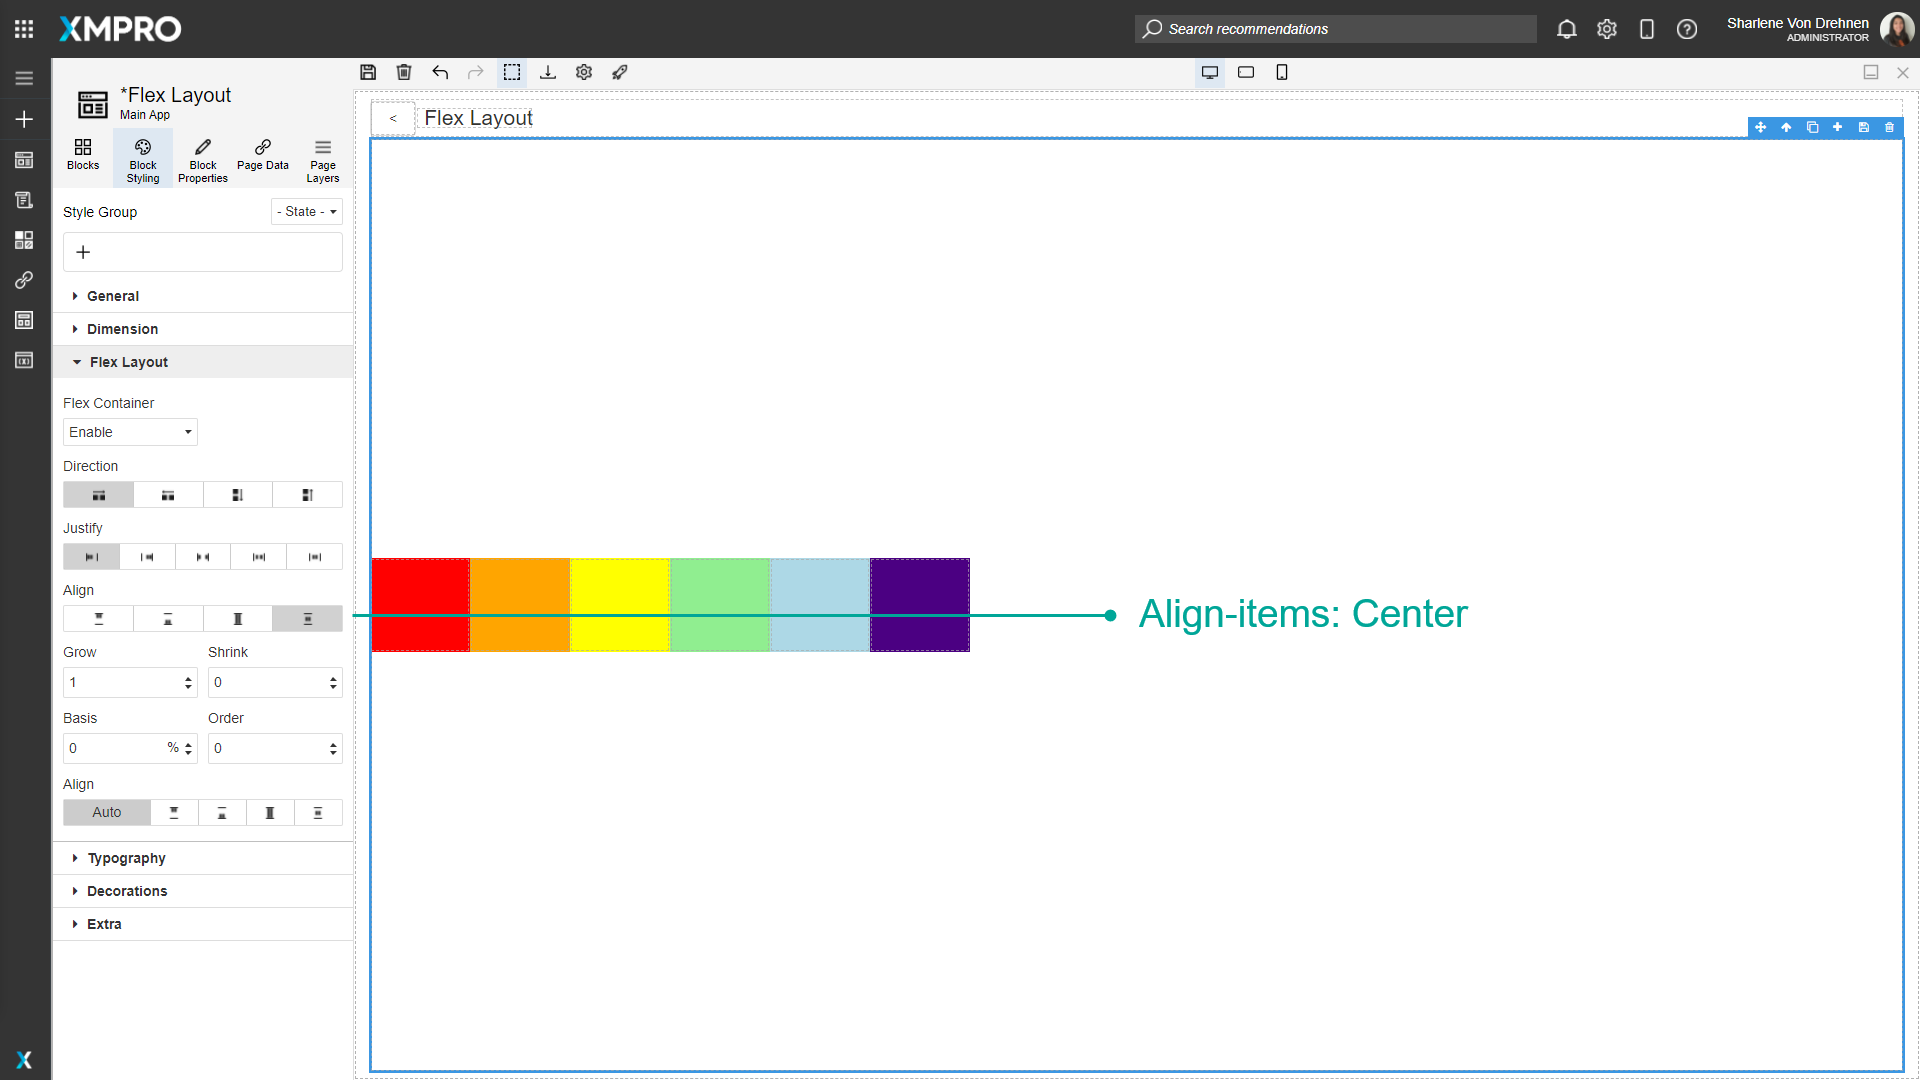 XMPRO
Search recommendations
Sharlene Von Drehnen
ADMINISTRATOR
*Flex Layout
Main App
Blocks
Block Styling
Block Properties
Page Data
Page Layers
< Flex Layout
Style Group
- State -
General
Dimension
Flex Layout
Flex Container
Enable
Direction
Justify
Align
Align-items: Center
Grow Shrink
1 0
Basis Order
0 % 0
Align
Auto
Typography
Decorations
Extra
X